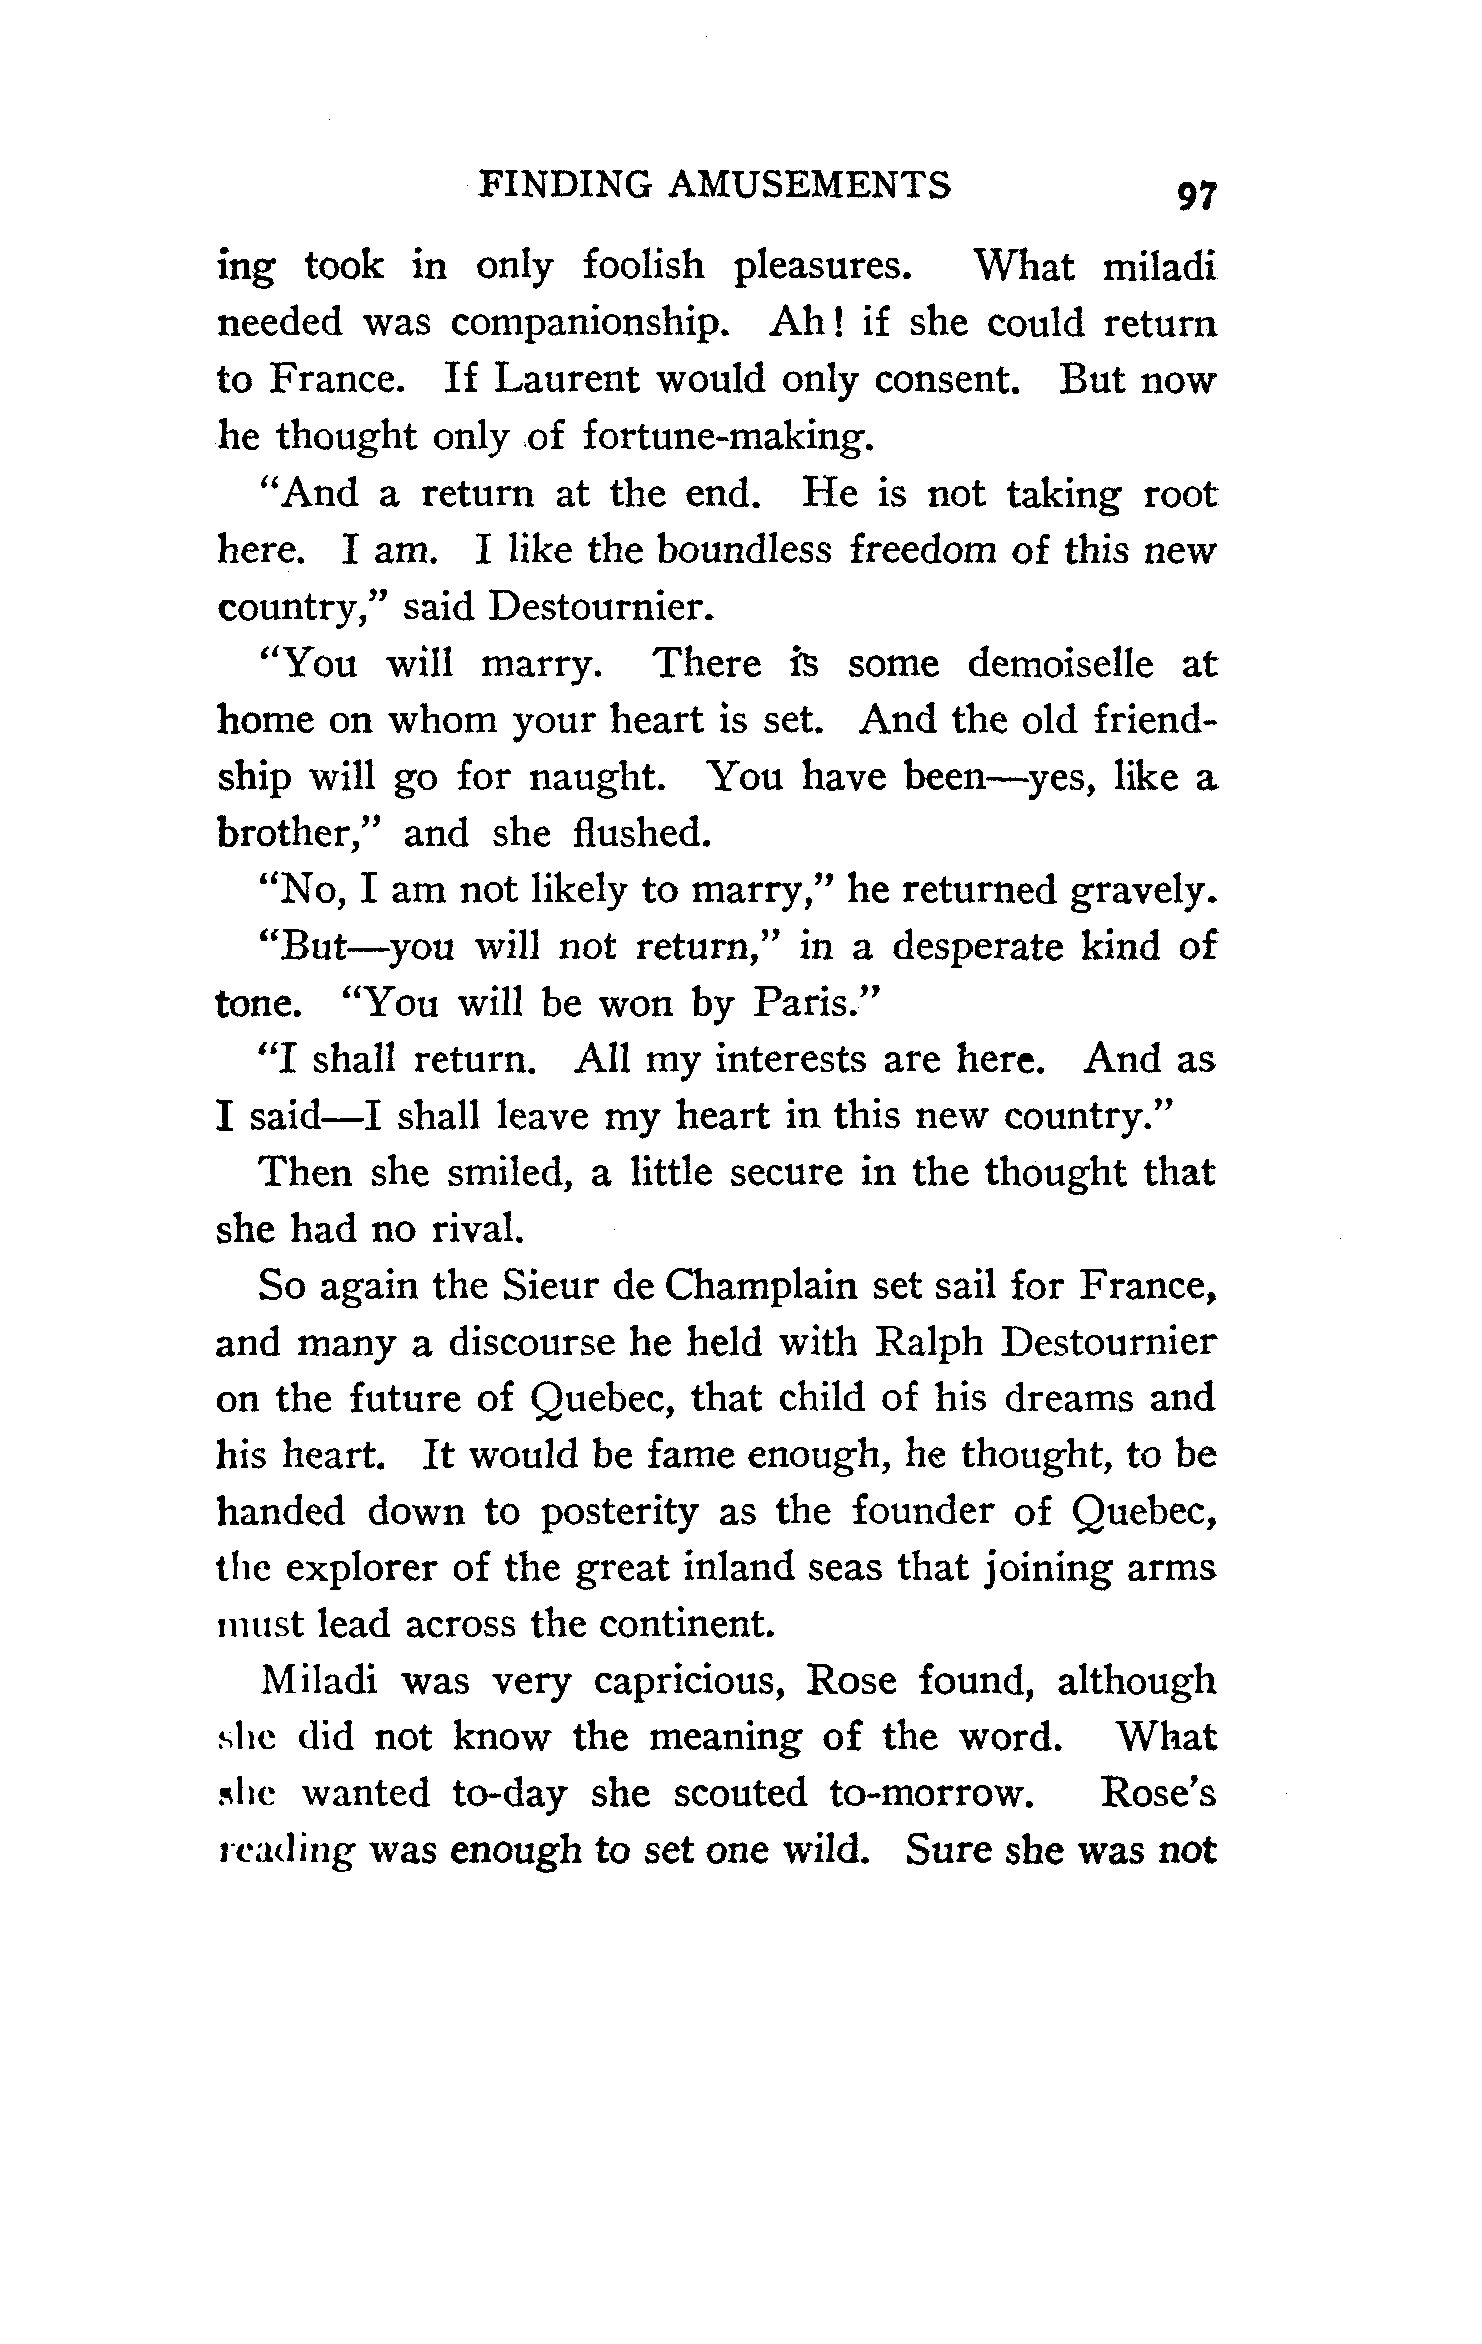 FINDING AMUSEMENTS 97
ing took in only foolish pleasures. What miladi
needed was companionship. Ah! if she could return
to France. If Laurent would only consent. But now
he thought only of fortune-making.
"And a return at the end. He is not taking root
here. I am. I like the boundless freedom of this new
country," said Destournier.
"You will marry. There is some demoiselle at
home on whom your heart is set. And the old friend-
ship will go for naught. You have been—yes, like a
brother," and she flushed.
"No, I am not likely to marry," he returned gravely.
"But—you will not return," in a desperate kind of
tone. "You will be won by Paris."
"I shall return. All my interests are here. And as
I said—I shall leave my heart in this new country."
Then she smiled, a little secure in the thought that
she had no rival.
So again the Sieur de Champlain set sail for France,
and many a discourse he held with Ralph Destournier
on the future of Quebec, that child of his dreams and
his heart. It would be fame enough, he thought, to be
handed down to posterity as the founder of Quebec,
the explorer of the great inland seas that joining arms
must lead across the continent.
Miladi was very capricious, Rose found, although
she did not know the meaning of the word. What
she wanted to-day she scouted to-morrow. Rose's
reading was enough to set one wild. Sure she was not